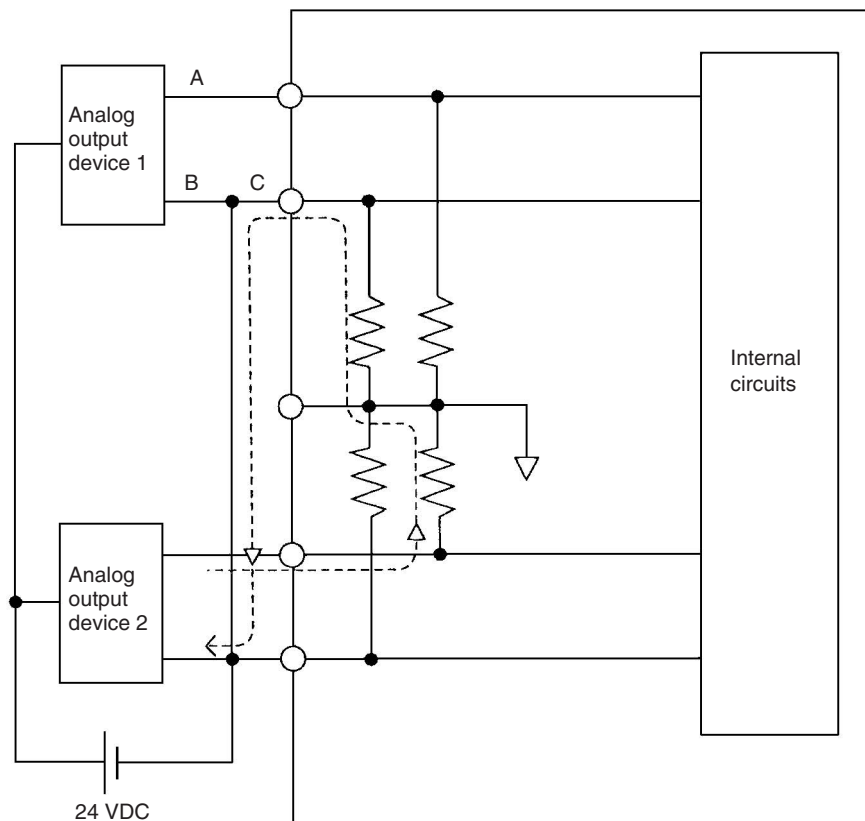 A
Analog
output
device 1
B
C
Internal
circuits
Analog
output
device 2
24 VDC